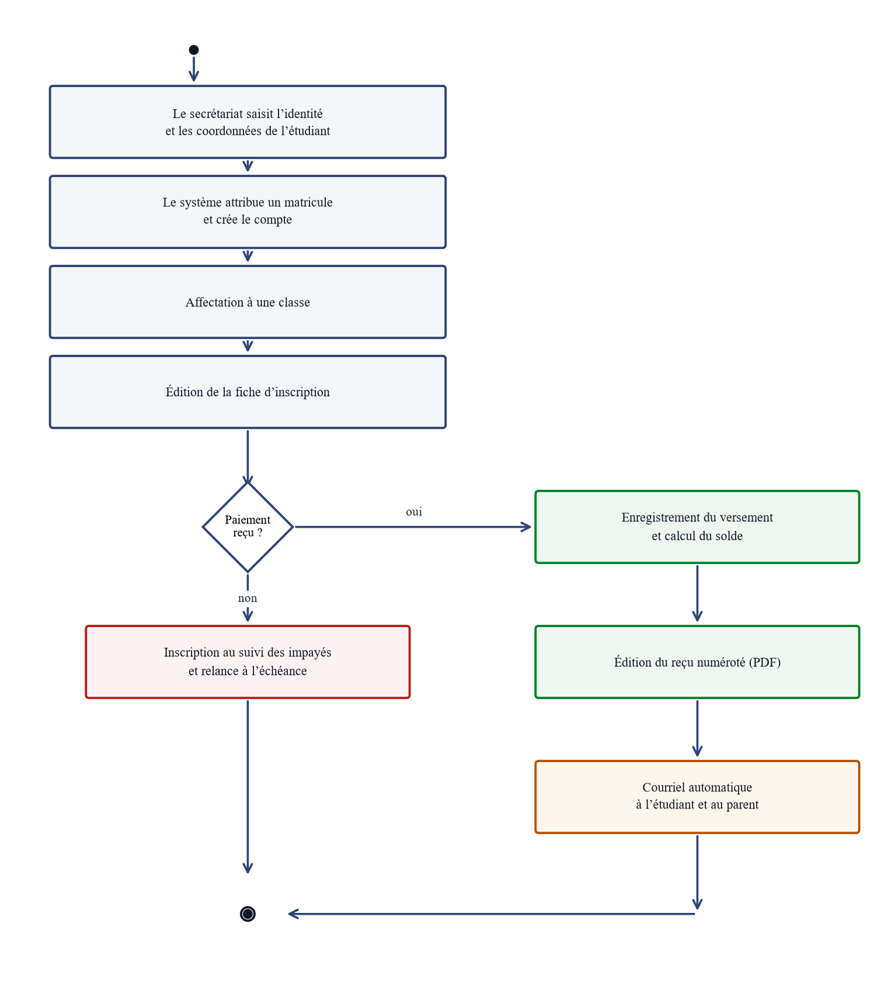 Le secrétariat saisit l’identité
et les coordonnées de l’étudiant
Le système attribue un matricule
et crée le compte
Affectation à une classe
Édition de la fiche d’inscription
Paiement
reçu ?
oui
Enregistrement du versement
et calcul du solde
non
Inscription au suivi des impayés
et relance à l’échéance
Édition du reçu numéroté (PDF)
Courriel automatique
à l’étudiant et au parent